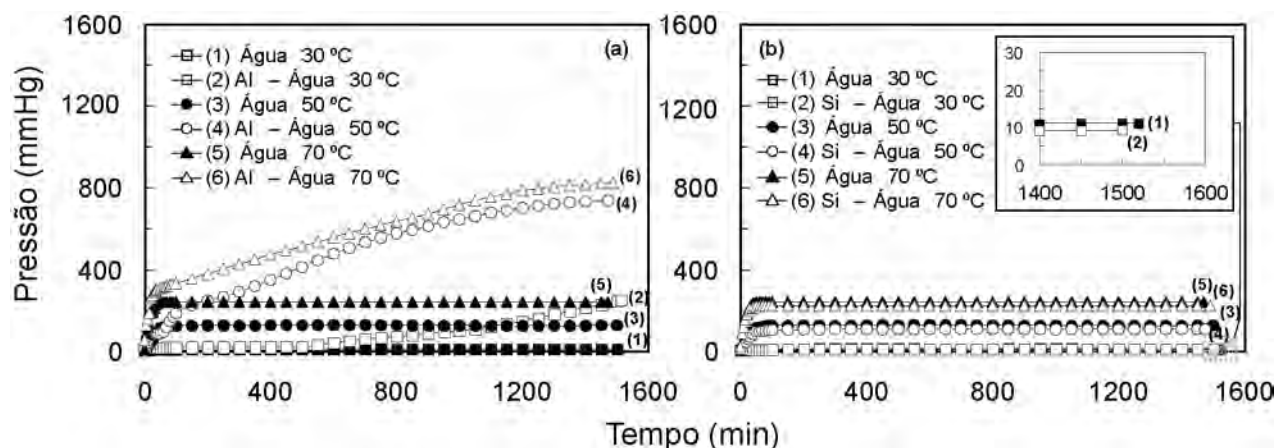 Pressão (mmHg)
1600
1200
800
400
0
(a)
(1) Água 30 ºC
(2) Al – Água 30 ºC
(3) Água 50 ºC
(4) Al – Água 50 ºC
(5) Água 70 ºC
(6) Al – Água 70 ºC
(6)
(4)
(5)
(2)
(3)
(1)
0 400 800 1200 1600
1600
1200
800
400
0
(b)
(1) Água 30 ºC
(2) Si – Água 30 ºC
(3) Água 50 ºC
(4) Si – Água 50 ºC
(5) Água 70 ºC
(6) Si – Água 70 ºC
30
20
10
0
(1)
(2)
1400 1500 1600
(5)
(6)
(3)
(4)
0 400 800 1200 1600
Tempo (min)